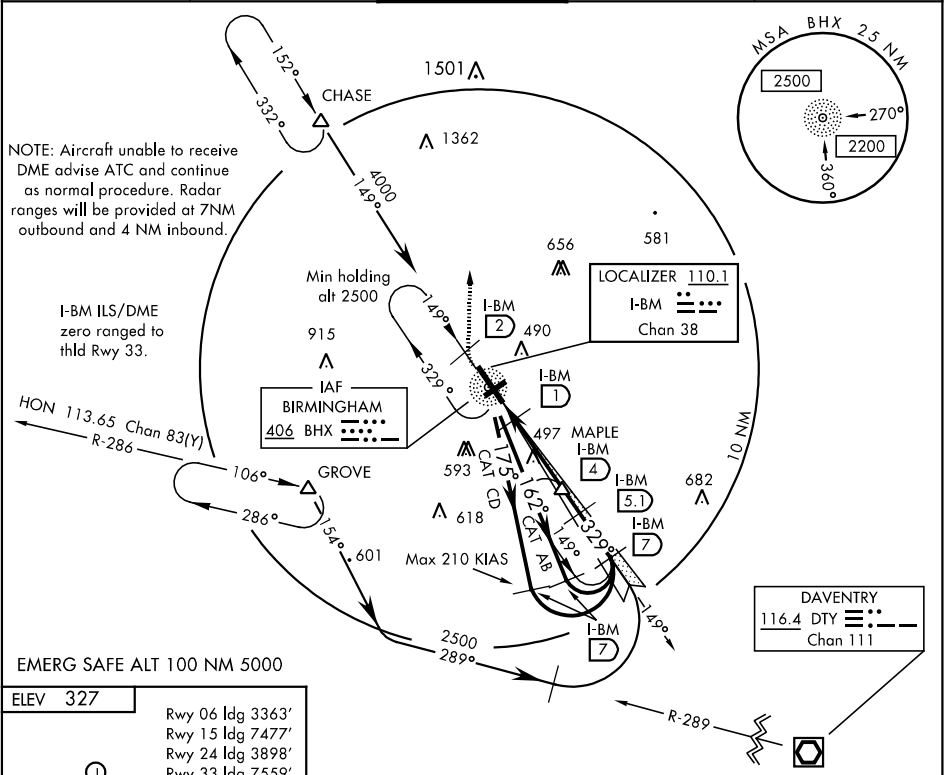 152°
332°
CHASE
1501
1362
4000
149°
NOTE: Aircraft unable to receive
DME advise ATC and continue
as normal procedure. Radar
ranges will be provided at 7NM
outbound and 4 NM inbound.
MSA BHX 25 NM
2500
270°
2200
360°
581
656
LOCALIZER 110.1
I-BM
Chan 38
Min holding
alt 2500
149°
329°
I-BM
2
490
I-BM ILS/DME
zero ranged to
thld Rwy 33.
915
IAF
BIRMINGHAM
406 BHX
I-BM
1
HON 113.65 Chan 83(Y)
R-286
106°
286°
GROVE
154°
601
593
618
497
MAPLE
I-BM
4
I-BM
5.1
I-BM
7
682
10 NM
175°
CAT CD
162°
CAT AB
149°
329°
149°
Max 210 KIAS
I-BM
7
2500
289°
DAVENTRY
116.4 DTY
Chan 111
R-289
EMERG SAFE ALT 100 NM 5000
ELEV 327
Rwy 06 ldg 3363'
Rwy 15 ldg 7477'
Rwy 24 ldg 3898'
Rwy 33 ldg 7559'